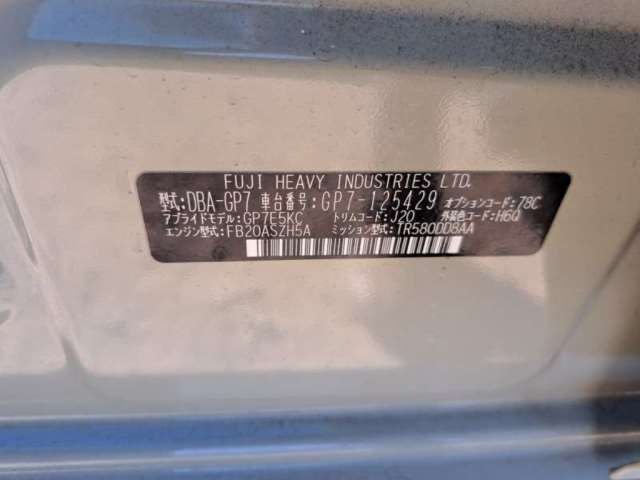 FUJI HEAVY INDUSTRIES LTD.
型式:DBA-GP7 車台番号:GP7-125429 オプションコード:78C
アプライドモデル:GP7E5KC トリムコード:J20 外装色コード:H6Q
エンジン型式:FB20ASZH5A ミッション型式:TR580DD8AA